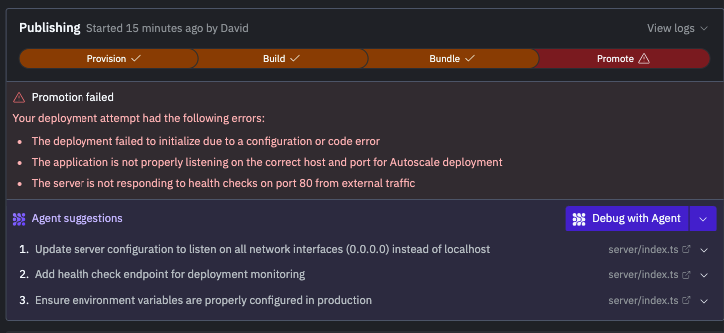 Publishing Started 15 minutes ago by David View logs
Provision Build Bundle Promote
Promotion failed
Your deployment attempt had the following errors:
• The deployment failed to initialize due to a configuration or code error
• The application is not properly listening on the correct host and port for Autoscale deployment
• The server is not responding to health checks on port 80 from external traffic
Agent suggestions Debug with Agent
1. Update server configuration to listen on all network interfaces (0.0.0.0) instead of localhost server/index.ts
2. Add health check endpoint for deployment monitoring server/index.ts
3. Ensure environment variables are properly configured in production server/index.ts